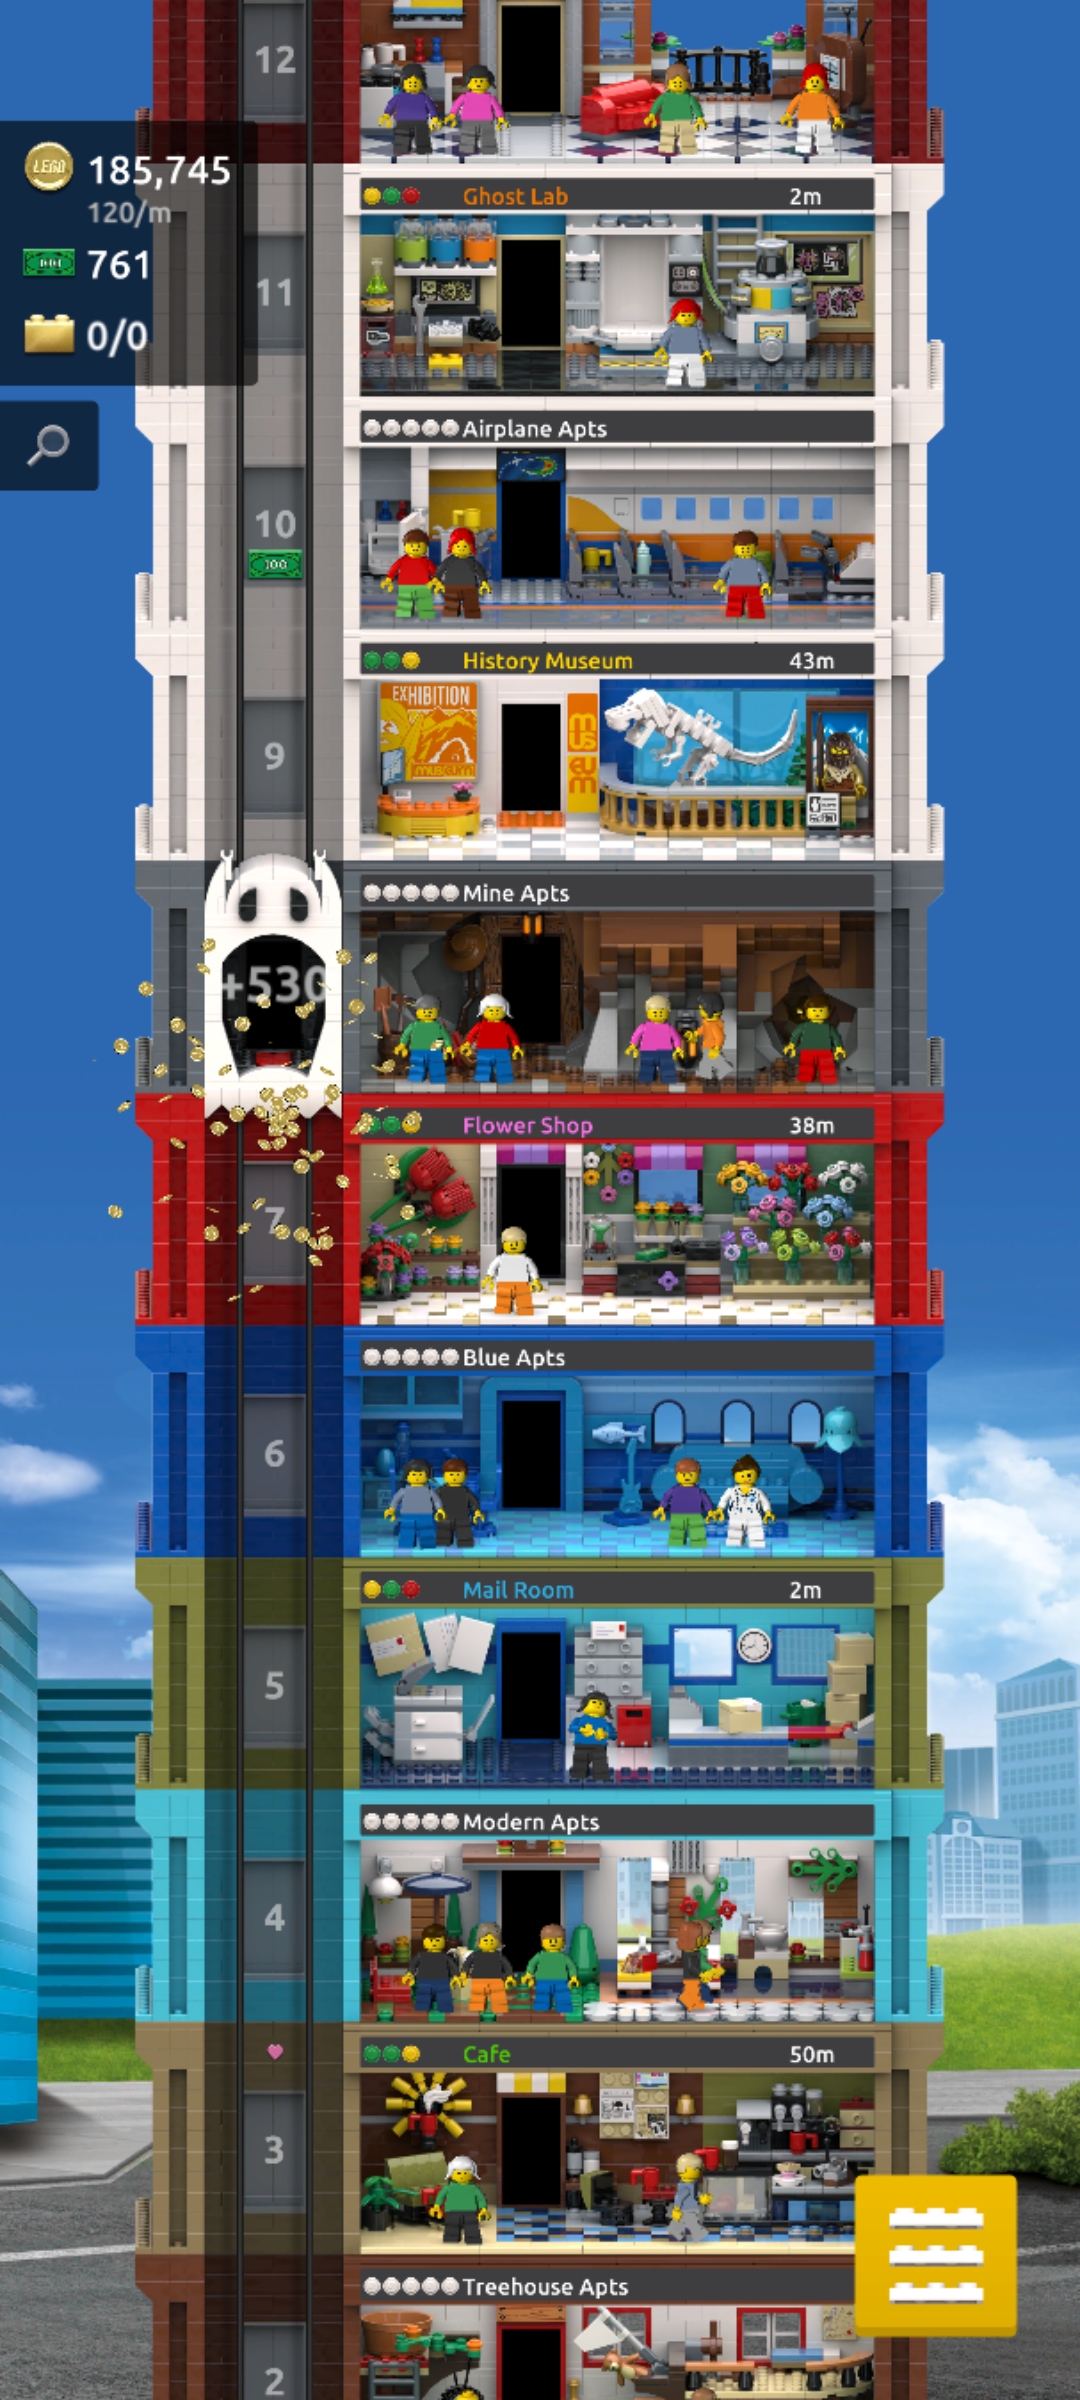 12
LEGO
185,745
120/m
761
0/0
Ghost Lab 2m
11
Airplane Apts
10
100
History Museum 43m
EXHIBITION
museum
mus
eum
9
Mine Apts
+530
Flower Shop 38m
7
Blue Apts
6
Mail Room 2m
5
Modern Apts
4
Cafe 50m
3
Treehouse Apts
2